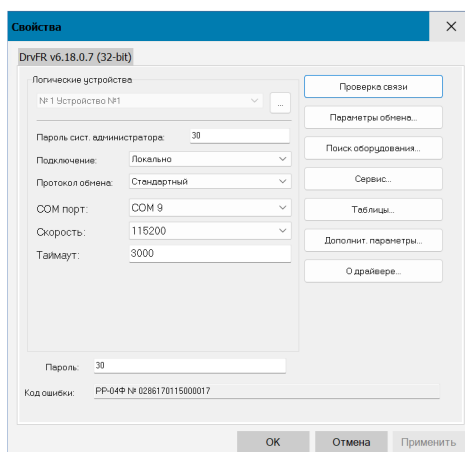 Свойства
DrvFR v6.18.0.7 (32-bit)
Логические устройства
№ 1 Устройство №1
...
Пароль сист. администратора: 30
Подключение: Локально
Протокол обмена: Стандартный
COM порт: COM 9
Скорость: 115200
Таймаут: 3000
Проверка связи
Параметры обмена...
Поиск оборудования...
Сервис...
Таблицы...
Дополнит. параметры...
О драйвере...
Пароль: 30
Код ошибки: РР-04Ф № 0286170115000017
OK Отмена Применить